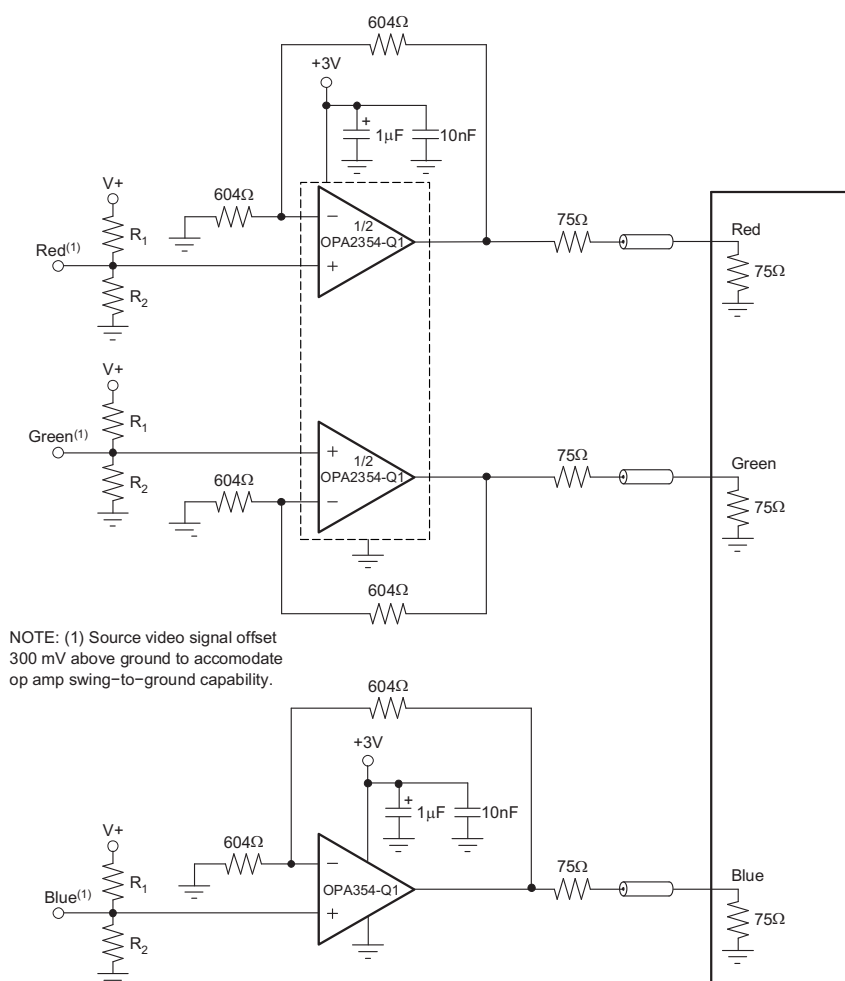 604Ω
+3V
+
1μF
10nF
604Ω
V+
R1
Red(1)
R2
−
1/2
OPA2354-Q1
+
75Ω
Red
75Ω
V+
R1
Green(1)
R2
+
1/2
OPA2354-Q1
−
604Ω
75Ω
Green
75Ω
604Ω
NOTE: (1) Source video signal offset
300 mV above ground to accomodate
op amp swing−to−ground capability.
604Ω
+3V
+
1μF
10nF
604Ω
V+
R1
Blue(1)
R2
−
OPA354-Q1
+
75Ω
Blue
75Ω